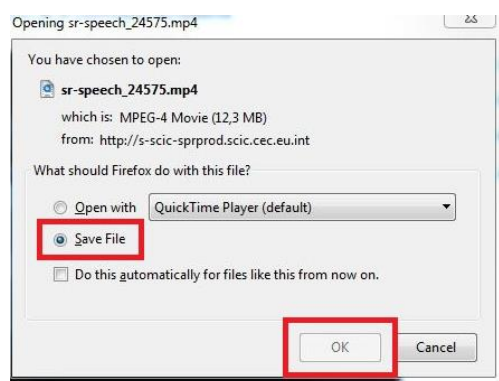 Opening sr-speech_24575.mp4
You have chosen to open:
sr-speech_24575.mp4
which is: MPEG-4 Movie (12,3 MB)
from: http://s-scic-sprprod.scic.cec.eu.int
What should Firefox do with this file?
Open with QuickTime Player (default)
Save File
Do this automatically for files like this from now on.
OK Cancel